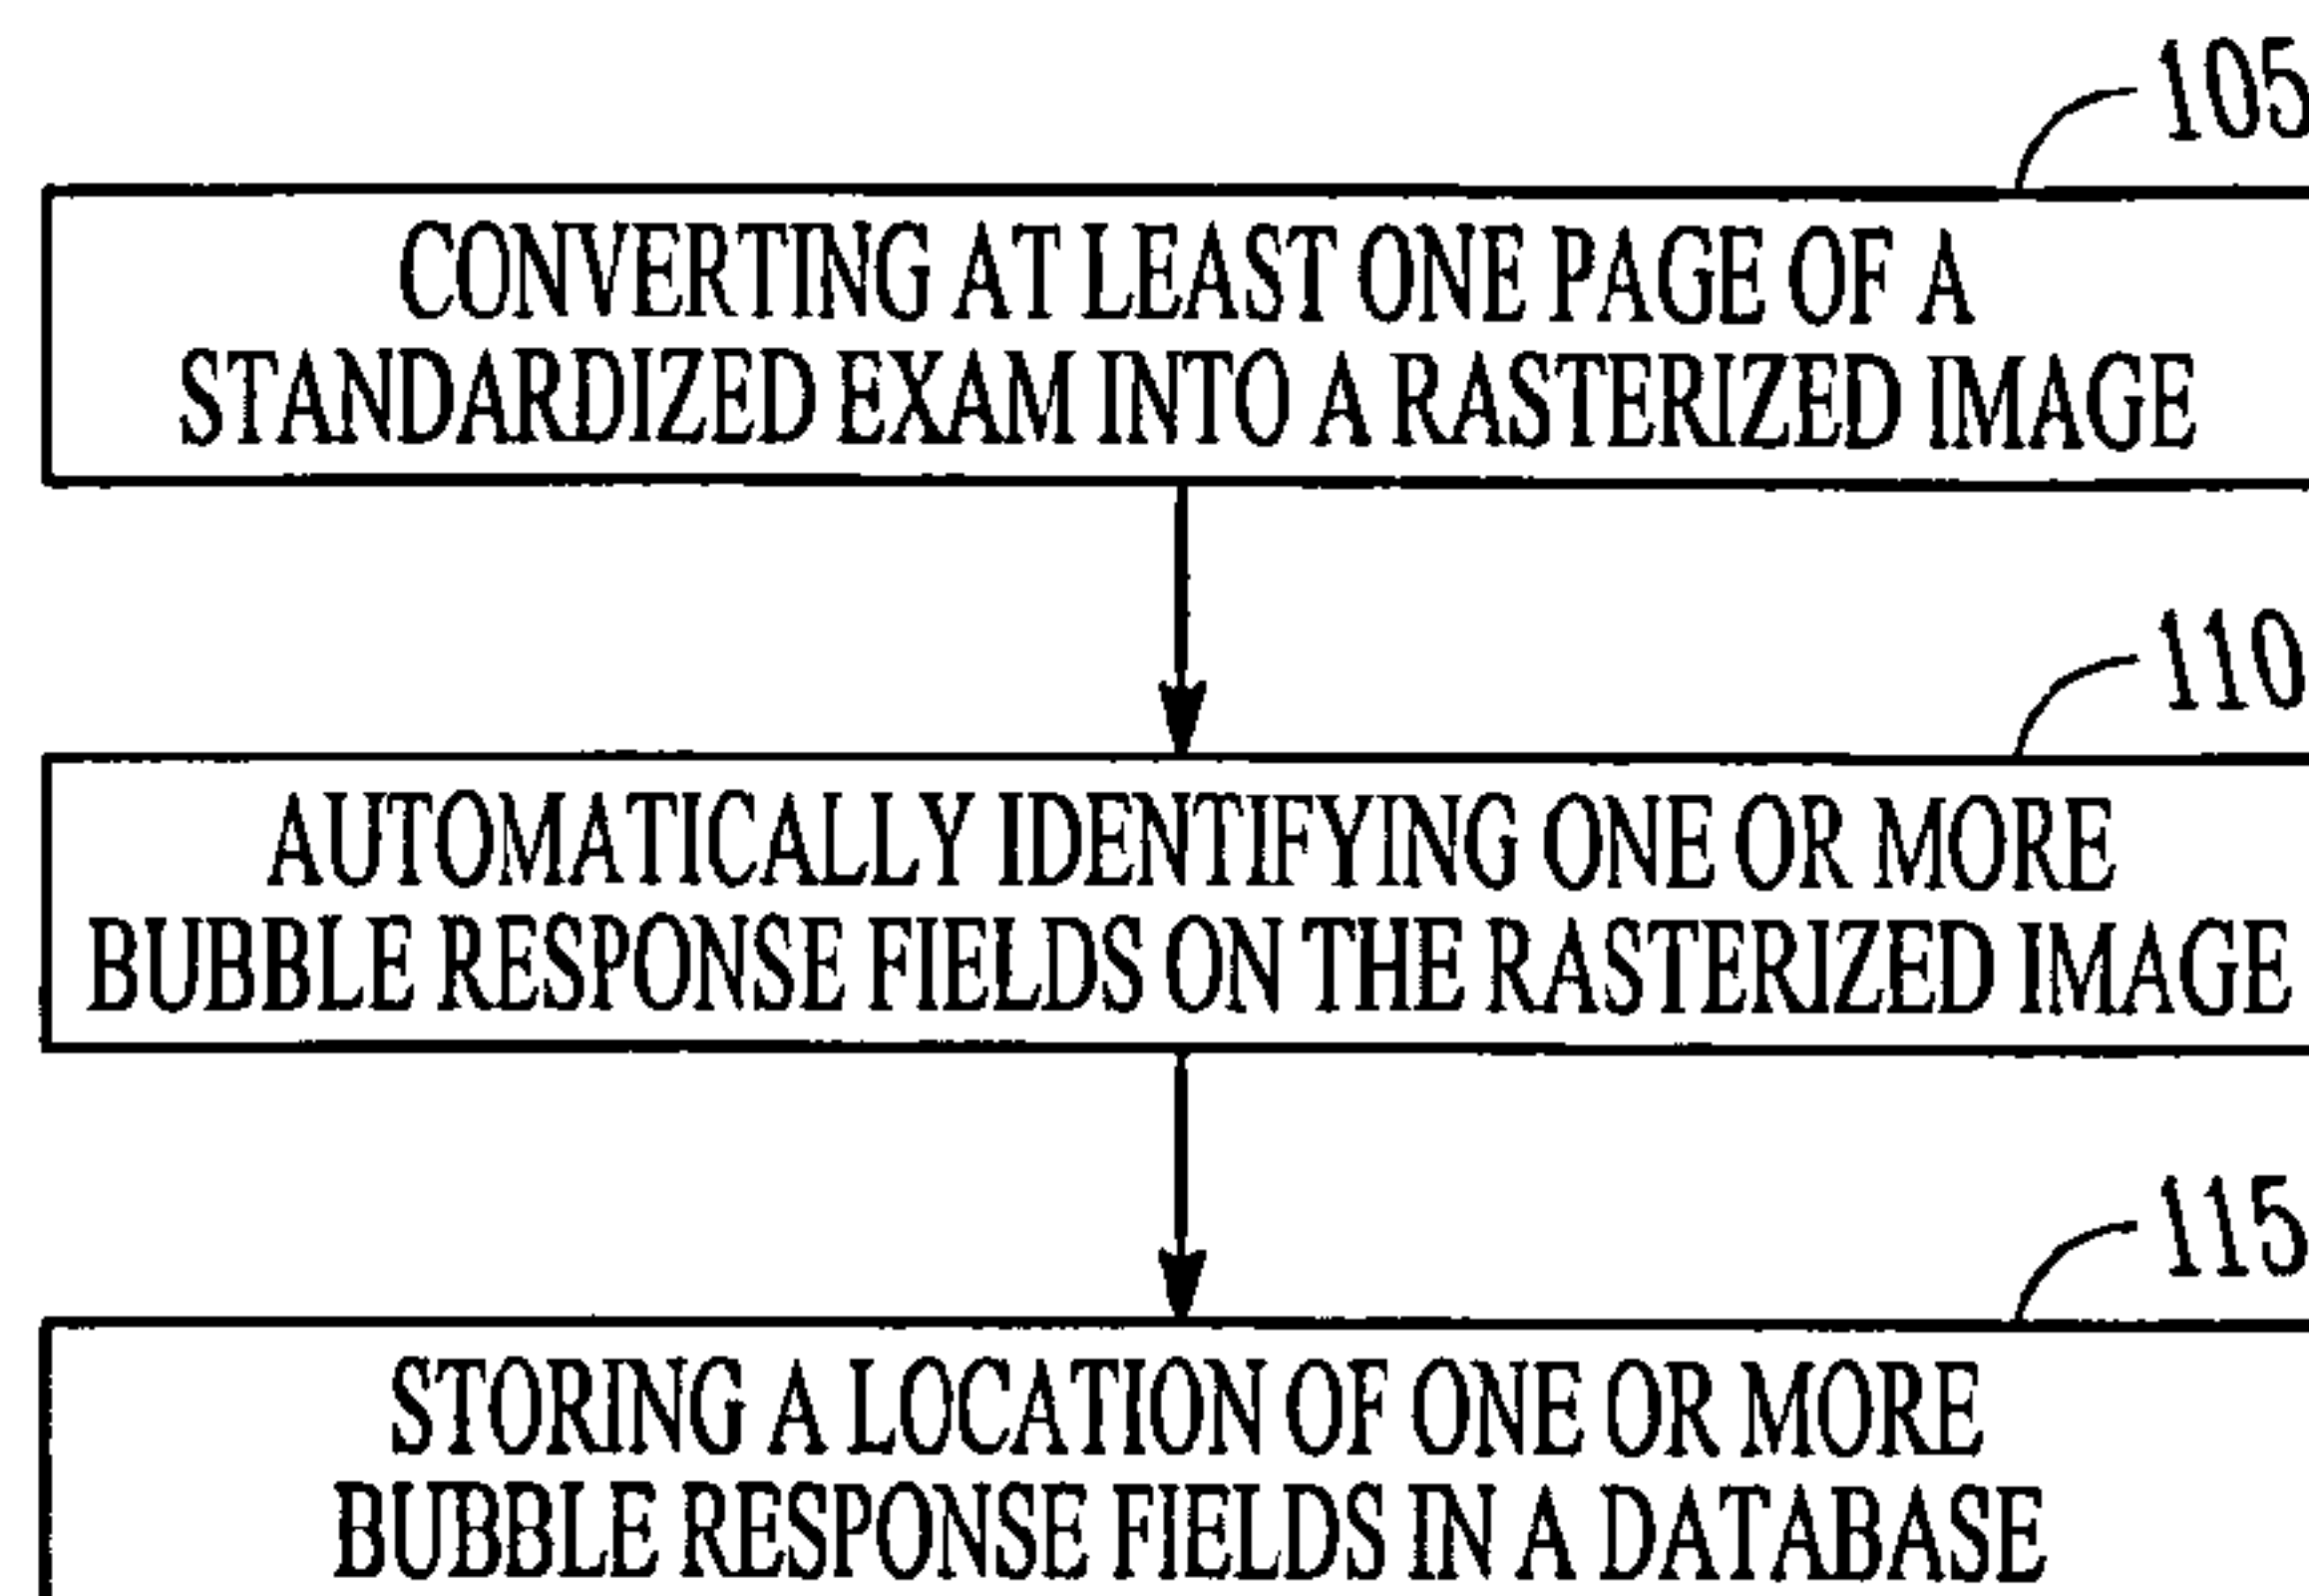 105
CONVERTING AT LEAST ONE PAGE OF A
STANDARDIZED EXAM INTO A RASTERIZED IMAGE
110
AUTOMATICALLY IDENTIFYING ONE OR MORE
BUBBLE RESPONSE FIELDS ON THE RASTERIZED IMAGE
115
STORING A LOCATION OF ONE OR MORE
BUBBLE RESPONSE FIELDS IN A DATABASE